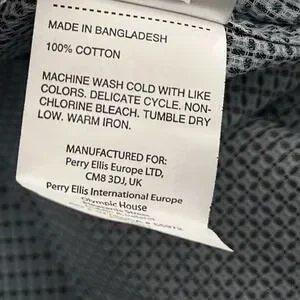 MADE IN BANGLADESH
100% COTTON
MACHINE WASH COLD WITH LIKE
COLORS. DELICATE CYCLE. NON-
CHLORINE BLEACH. TUMBLE DRY
LOW. WARM IRON.
MANUFACTURED FOR:
Perry Ellis Europe LTD,
CM8 3DJ, UK
Perry Ellis International Europe
Olympic House
Street